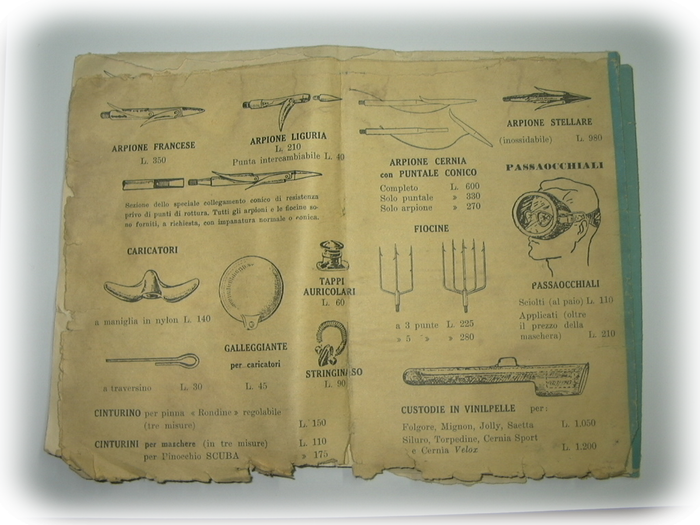 ARPIONE FRANCESE
L. 350
ARPIONE LIGURIA
L. 210
Punta intercambiabile L. 40
Sezione dello speciale collegamento conico di resistenza
privo di punti di rottura. Tutti gli arpioni e le fiocine so-
no forniti, a richiesta, con impanatura normale o conica.
CARICATORI
a maniglia in nylon L. 140
a traversino L. 30
GALLEGGIANTE
per caricatori
L. 45
TAPPI
AURICOLARI
L. 60
STRINGINASO
L. 90
CINTURINO per pinna « Rondine » regolabile
(tre misure) L. 150
CINTURINI per maschere (in tre misure) L. 110
per Pinocchio SCUBA » 175
ARPIONE CERNIA
con PUNTALE CONICO
Completo L. 600
Solo puntale » 330
Solo arpione » 270
ARPIONE STELLARE
(inossidabile) L. 980
FIOCINE
a 3 punte L. 225
» 5 » » 280
PASSAOCCHIALI
PASSAOCCHIALI
Sciolti (al paio) L. 110
Applicati (oltre
il prezzo della
maschera) L. 210
CUSTODIE IN VINILPELLE per:
Folgore, Mignon, Jolly, Saetta L. 1.050
Siluro, Torpedine, Cernia Sport
e Cernia Velox L. 1.200